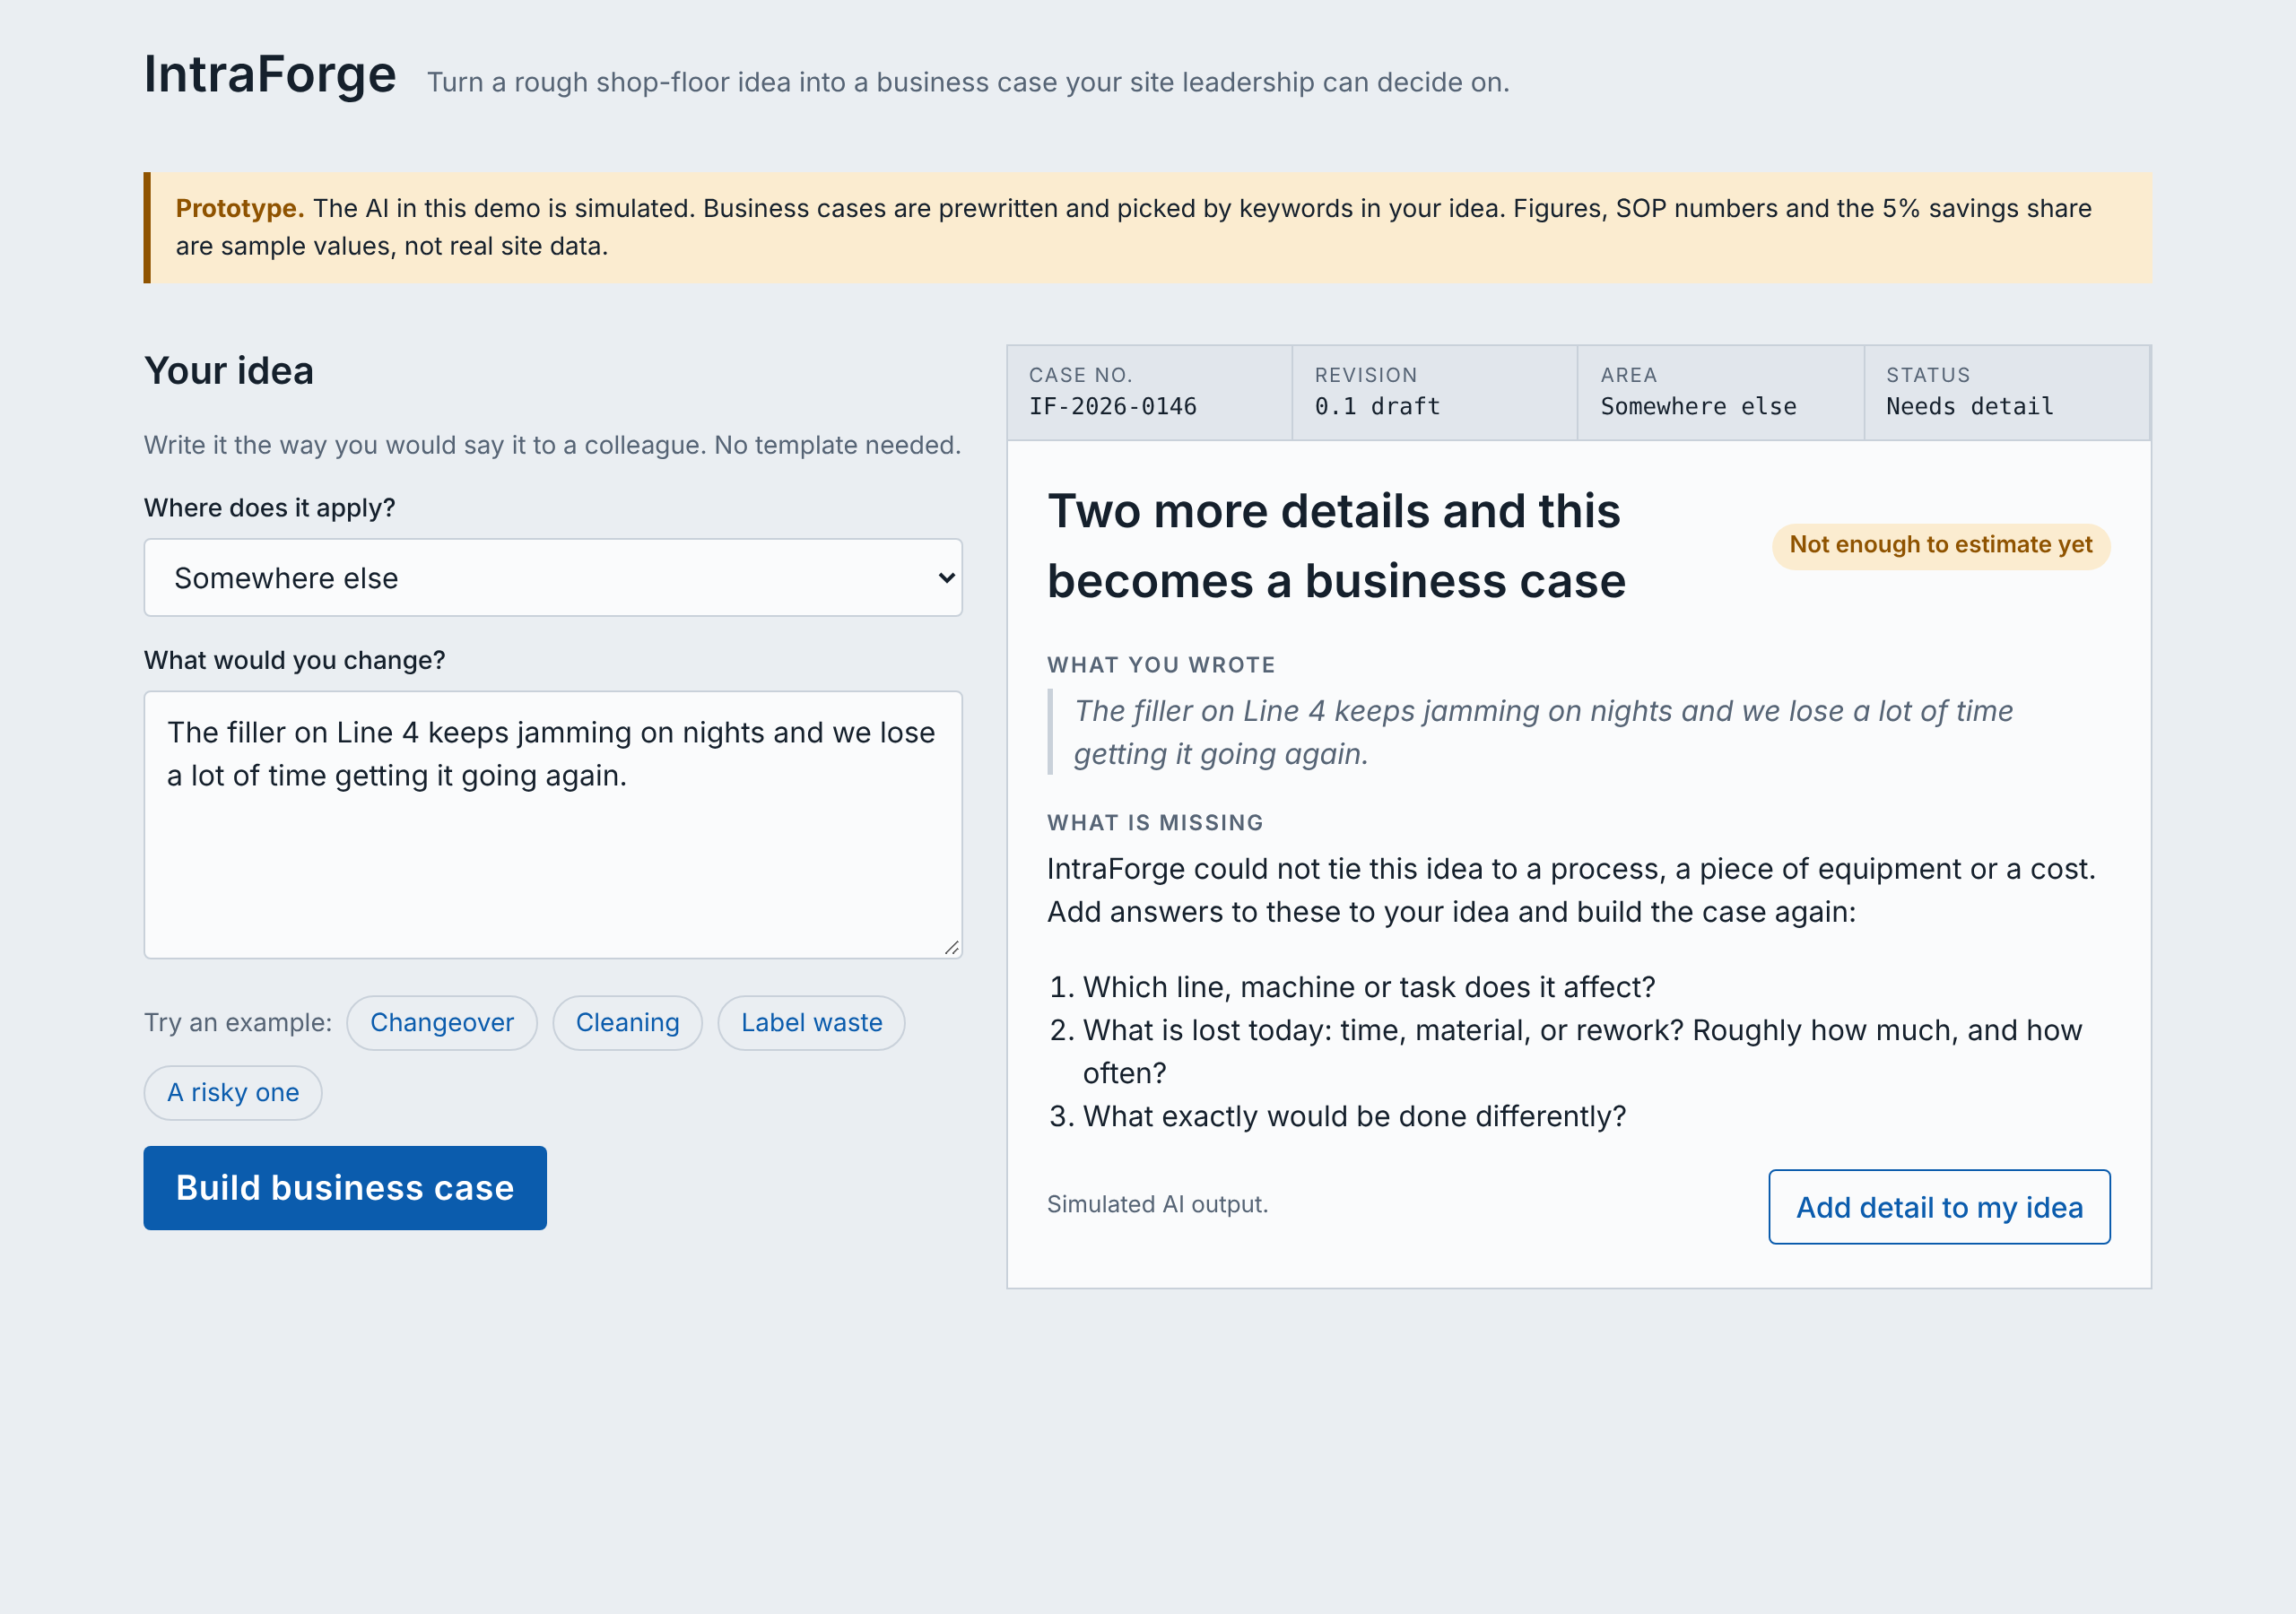 IntraForge Turn a rough shop-floor idea into a business case your site leadership can decide on.
Prototype. The AI in this demo is simulated. Business cases are prewritten and picked by keywords in your idea. Figures, SOP numbers and the 5% savings share
are sample values, not real site data.
Your idea
Write it the way you would say it to a colleague. No template needed.
Where does it apply?
Somewhere else
What would you change?
The filler on Line 4 keeps jamming on nights and we lose
a lot of time getting it going again.
Try an example: Changeover Cleaning Label waste
A risky one
Build business case
CASE NO. REVISION AREA STATUS
IF-2026-0146 0.1 draft Somewhere else Needs detail
Two more details and this
becomes a business case
Not enough to estimate yet
WHAT YOU WROTE
The filler on Line 4 keeps jamming on nights and we lose a lot of time
getting it going again.
WHAT IS MISSING
IntraForge could not tie this idea to a process, a piece of equipment or a cost.
Add answers to these to your idea and build the case again:
1. Which line, machine or task does it affect?
2. What is lost today: time, material, or rework? Roughly how much, and how
often?
3. What exactly would be done differently?
Simulated AI output.
Add detail to my idea